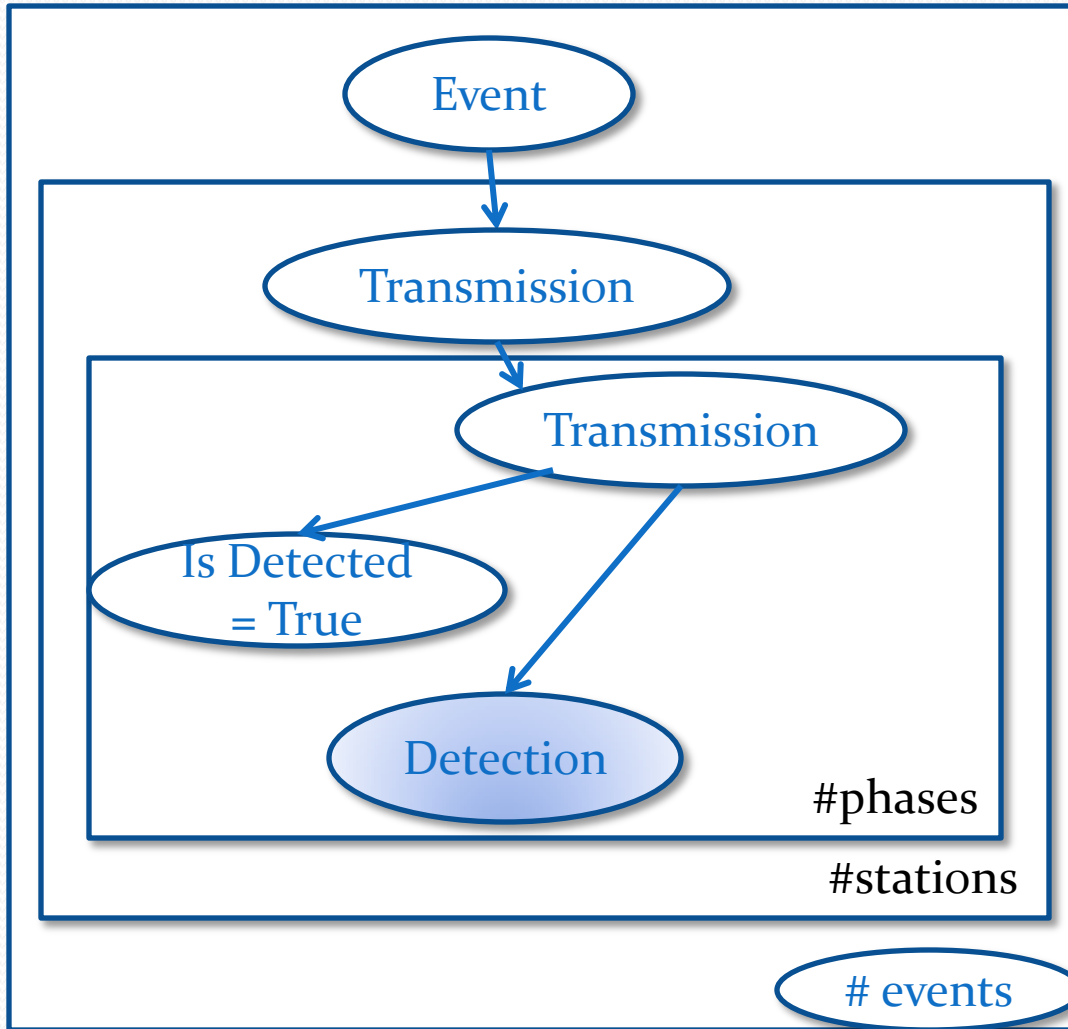 Event
Transmission
Transmission
Is Detected
= True
Detection
#phases
#stations
# events